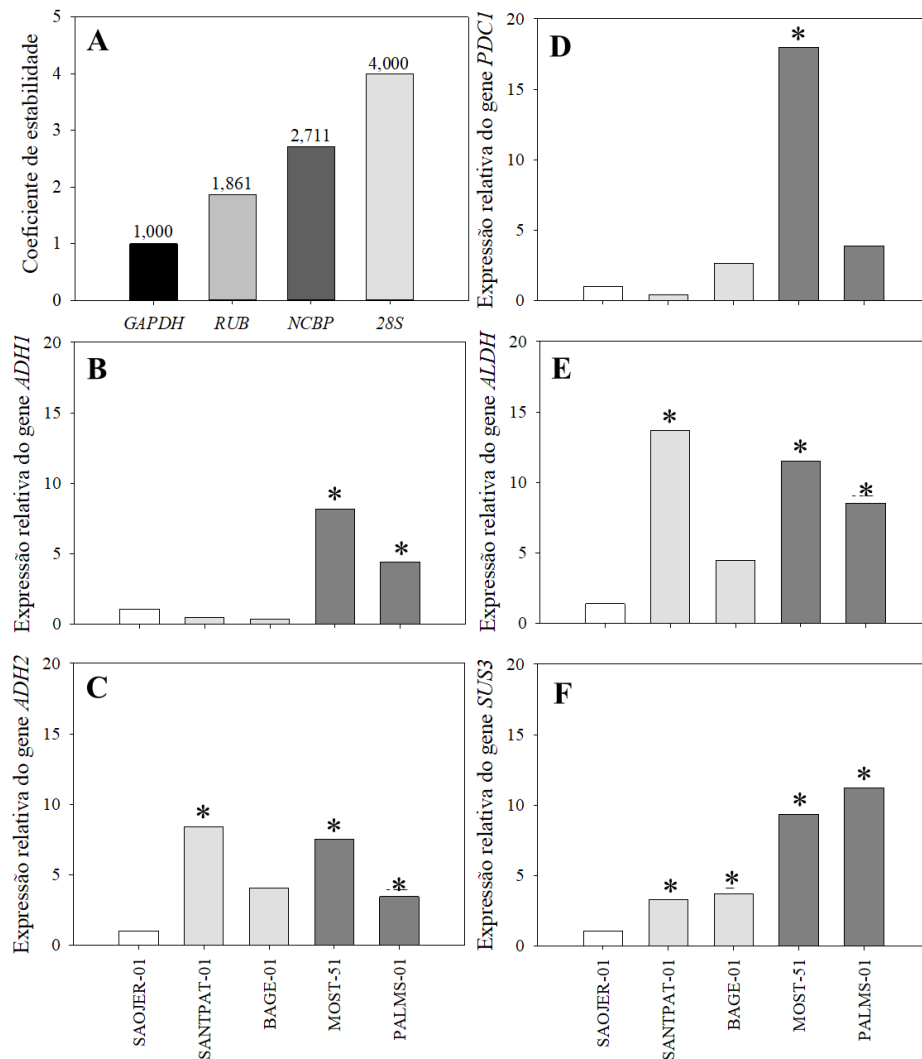 A
Coeficiente de estabilidade
5
4
3
2
1
0
1,000
1,861
2,711
4,000
GAPDH RUB NCBP 28S
D
Expressão relativa do gene PDC1
20
15
10
5
0
*
B
Expressão relativa do gene ADH1
20
15
10
5
0
*
*
E
Expressão relativa do gene ALDH
20
15
10
5
0
*
*
*
C
Expressão relativa do gene ADH2
20
15
10
5
0
*
*
*
SAOJER-01
SANTPAT-01
BAGE-01
MOST-51
PALMS-01
F
Expressão relativa do gene SUS3
20
15
10
5
0
*
*
*
*
SAOJER-01
SANTPAT-01
BAGE-01
MOST-51
PALMS-01